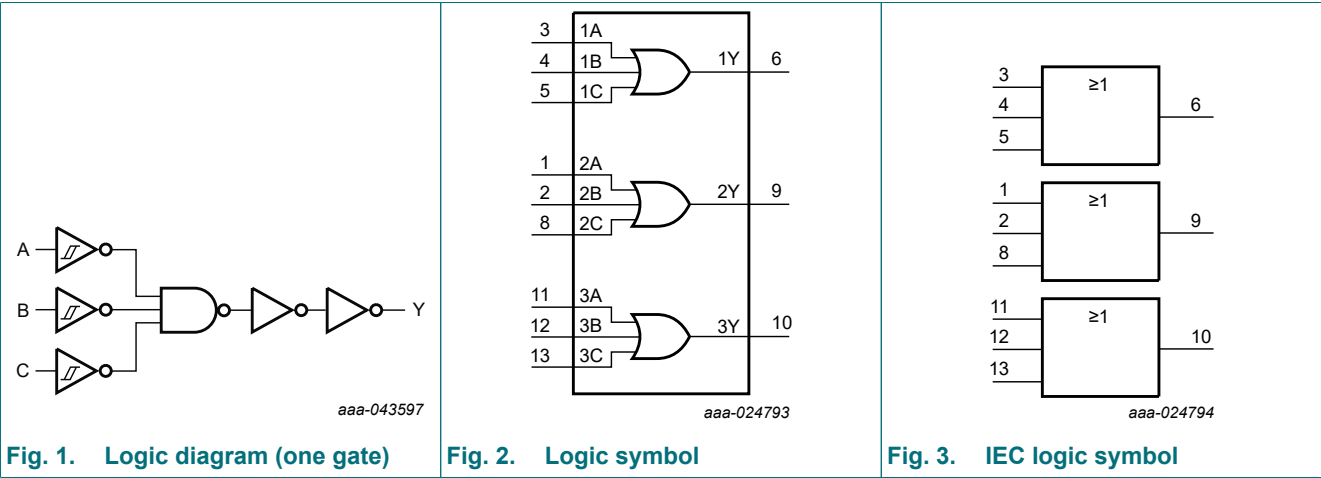 A
B
C
Y
aaa-043597
Fig. 1. Logic diagram (one gate)
3 1A
4 1B 1Y 6
5 1C
1 2A
2 2B 2Y 9
8 2C
11 3A
12 3B 3Y 10
13 3C
aaa-024793
Fig. 2. Logic symbol
3 ≥1
4 6
5
1 ≥1
2 9
8
11 ≥1
12 10
13
aaa-024794
Fig. 3. IEC logic symbol